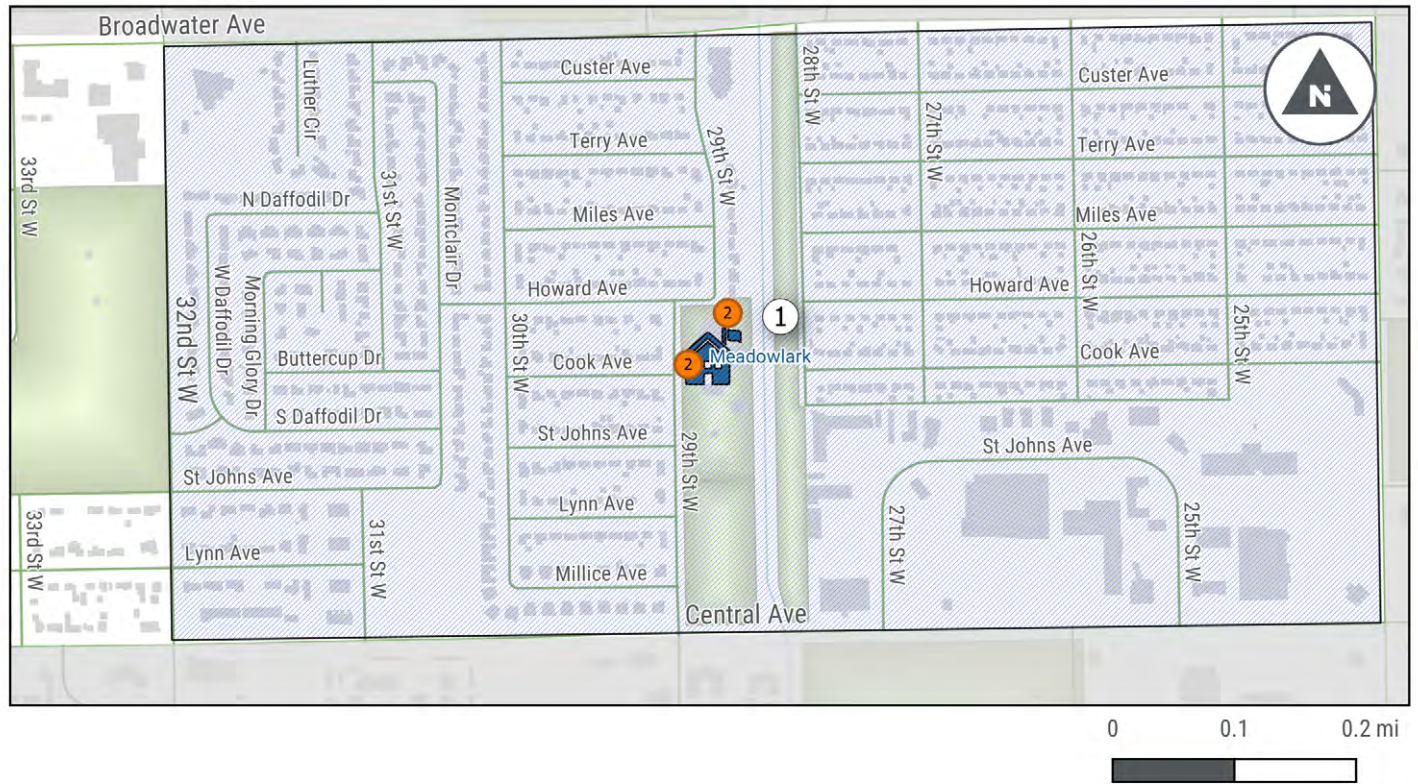 Broadwater Ave
Luther Cir
Custer Ave
28th St W
Custer Ave
N
33rd St W
Terry Ave
29th St W
27th St W
Terry Ave
N Daffodil Dr
31st St W
Montclair Dr
Miles Ave
Miles Ave
26th St W
32nd St W
W Daffodil Dr
Morning Glory Dr
Howard Ave
Howard Ave
2
1
30th St W
25th St W
Buttercup Dr
Cook Ave
2
Meadowlark
Cook Ave
S Daffodil Dr
St Johns Ave
29th St W
St Johns Ave
St Johns Ave
33rd St W
Lynn Ave
31st St W
Lynn Ave
27th St W
25th St W
Millice Ave
Central Ave
0 0.1 0.2 mi